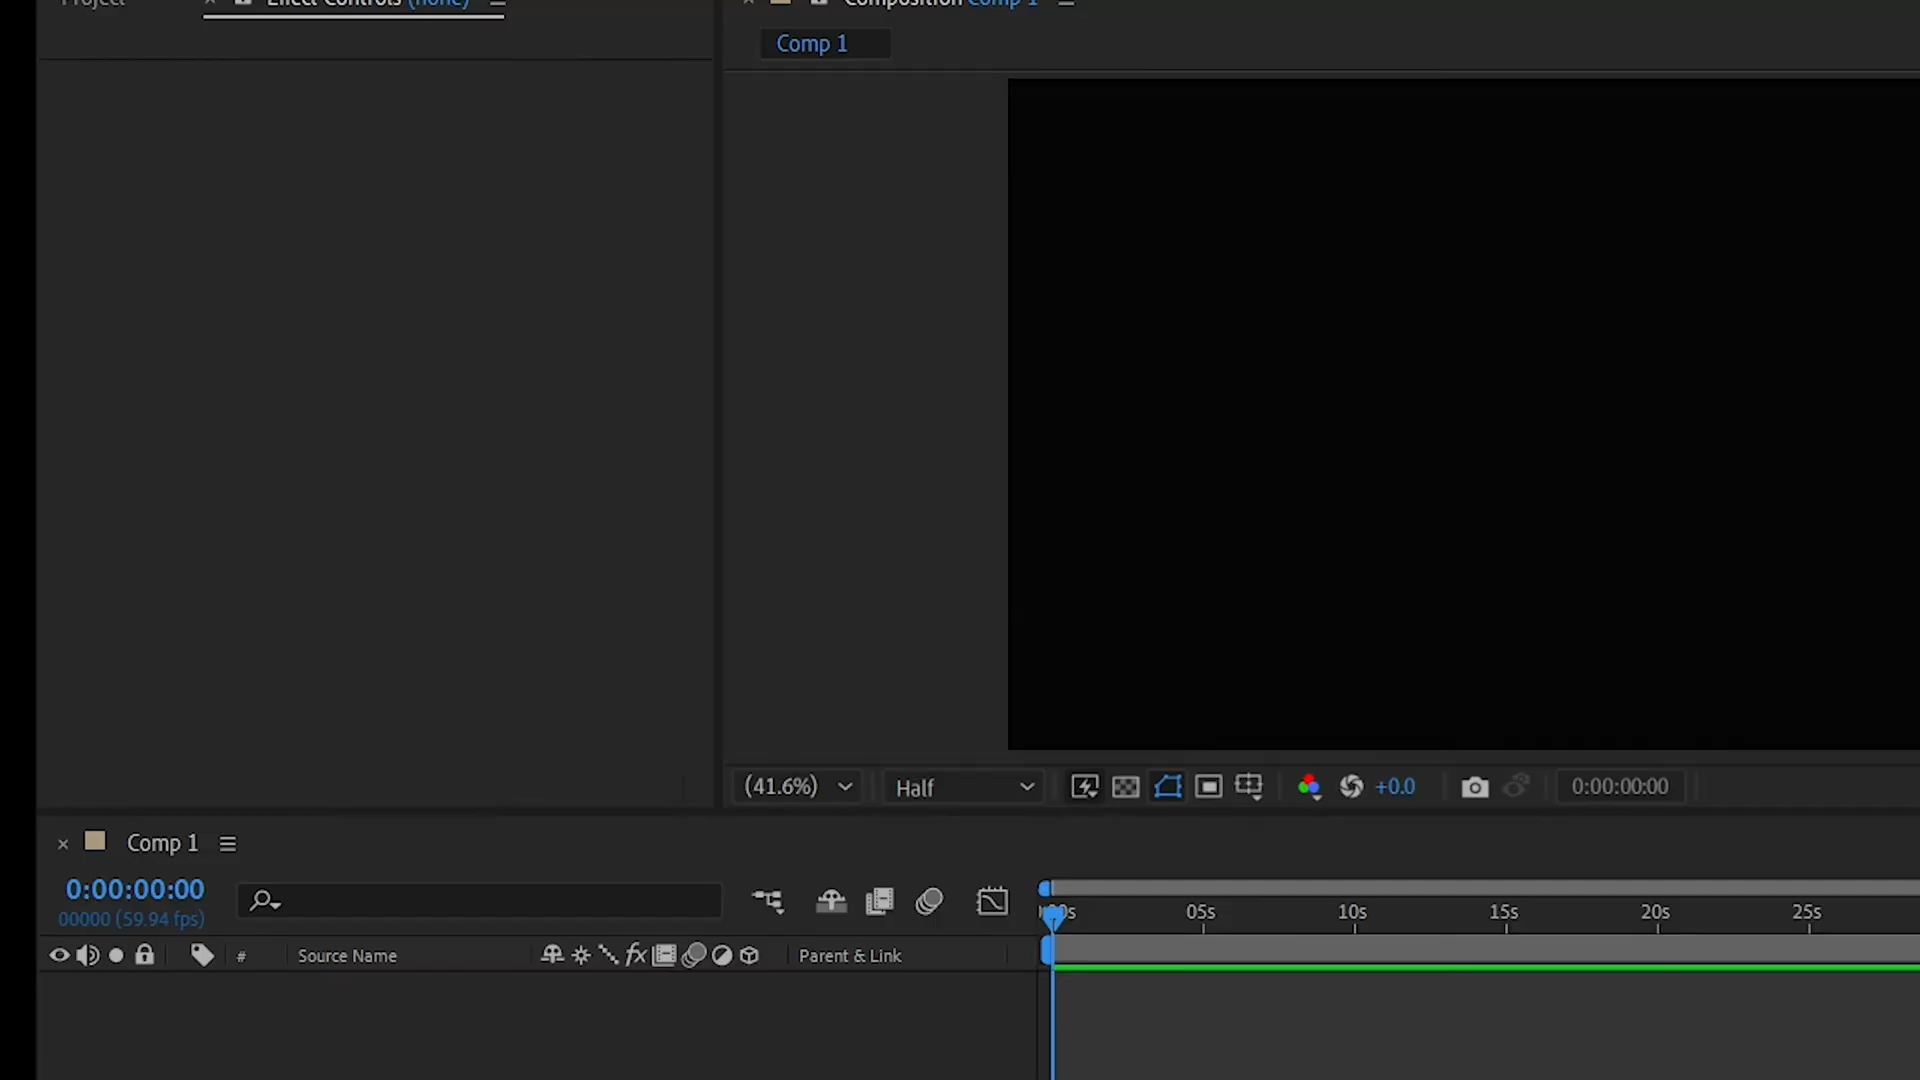 Project
Effect Controls (none)
Composition Comp 1
Comp 1
(41.6%)
Half
+0.0
0:00:00:00
Comp 1
0:00:00:00
00000 (59.94 fps)
05s
10s
15s
20s
25s
#
Source Name
fx
Parent & Link